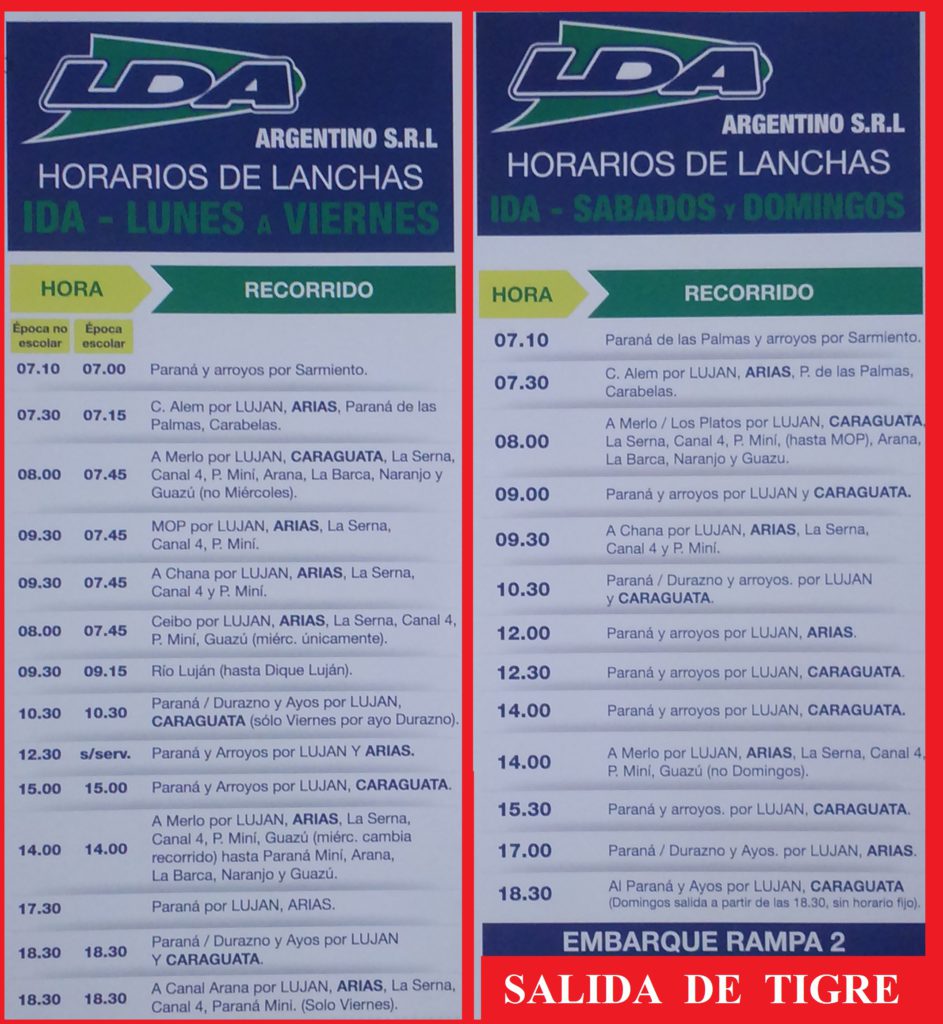 LDA
ARGENTINO S.R.L
HORARIOS DE LANCHAS
IDA - LUNES A VIERNES
HORA
RECORRIDO
Época no escolar
Época escolar
07.10 07.00 Paraná y arroyos por Sarmiento.
07.30 07.15 C. Alem por LUJAN, ARIAS, Paraná de las
Palmas, Carabelas.
08.00 07.45 A Merlo por LUJAN, CARAGUATA, La Serna,
Canal 4, P. Miní, Arana, La Barca, Naranjo y
Guazú (no Miércoles).
09.30 07.45 MOP por LUJAN, ARIAS, La Serna,
Canal 4, P. Miní.
09.30 07.45 A Chana por LUJAN, ARIAS, La Serna,
Canal 4 y P. Miní.
08.00 07.45 Ceibo por LUJAN, ARIAS, La Serna, Canal 4,
P. Miní, Guazú (miérc. únicamente).
09.30 09.15 Río Luján (hasta Dique Luján).
10.30 10.30 Paraná / Durazno y Ayos por LUJAN,
CARAGUATA (sólo Viernes por ayo Durazno).
12.30 s/serv. Paraná y Arroyos por LUJAN Y ARIAS.
15.00 15.00 Paraná y Arroyos por LUJAN, CARAGUATA.
14.00 14.00 A Merlo por LUJAN, ARIAS, La Serna,
Canal 4, P. Miní, Guazú (miérc. cambia
recorrido) hasta Paraná Miní, Arana,
La Barca, Naranjo y Guazú.
17.30 Paraná por LUJAN, ARIAS.
18.30 18.30 Paraná / Durazno y Ayos por LUJAN
Y CARAGUATA.
18.30 18.30 A Canal Arana por LUJAN, ARIAS, La Serna,
Canal 4, Paraná Mini. (Solo Viernes).
LDA
ARGENTINO S.R.L
HORARIOS DE LANCHAS
IDA - SABADOS Y DOMINGOS
HORA
RECORRIDO
07.10 Paraná de las Palmas y arroyos por Sarmiento.
07.30 C. Alem por LUJAN, ARIAS, P. de las Palmas,
Carabelas.
08.00 A Merlo / Los Platos por LUJAN, CARAGUATA,
La Serna, Canal 4, P. Miní, (hasta MOP), Arana,
La Barca, Naranjo y Guazu.
09.00 Paraná y arroyos por LUJAN y CARAGUATA.
09.30 A Chana por LUJAN, ARIAS, La Serna,
Canal 4 y P. Miní.
10.30 Paraná / Durazno y arroyos. por LUJAN
y CARAGUATA.
12.00 Paraná y arroyos por LUJAN, ARIAS.
12.30 Paraná y arroyos por LUJAN, CARAGUATA.
14.00 Paraná y arroyos por LUJAN, CARAGUATA.
14.00 A Merlo por LUJAN, ARIAS, La Serna, Canal 4,
P. Miní, Guazú (no Domingos).
15.30 Paraná y arroyos. por LUJAN, CARAGUATA.
17.00 Paraná / Durazno y Ayos. por LUJAN, ARIAS.
18.30 Al Paraná y Ayos por LUJAN, CARAGUATA
(Domingos salida a partir de las 18.30, sin horario fijo).
EMBARQUE RAMPA 2
SALIDA DE TIGRE